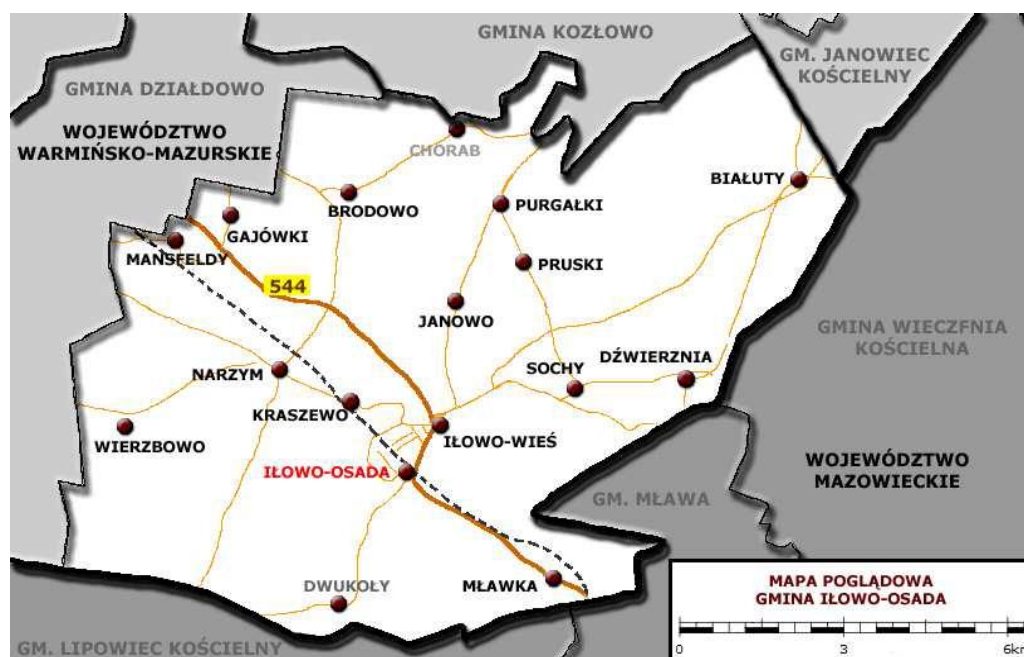 GMINA KOZŁOWO
GM. JANOWIEC
KOŚCIELNY
GMINA DZIAŁDOWO
WOJEWÓDZTWO
WARMIŃSKO-MAZURSKIE
CHORAB
BIAŁUTY
BRODOWO
PURGAŁKI
GAJÓWKI
MANSFELDY
PRUSKI
544
JANOWO
GMINA WIECZFNIA
KOŚCIELNA
DŹWIERZNIA
SOCHY
NARZYM
KRASZEWO
WIERZBOWO
IŁOWO-WIEŚ
IŁOWO-OSADA
WOJEWÓDZTWO
MAZOWIECKIE
GM. MŁAWA
DWUKOŁY
MŁAWKA
MAPA POGLĄDOWA
GMINA IŁOWO-OSADA
GM. LIPOWIEC KOŚCIELNY
0 3 6km